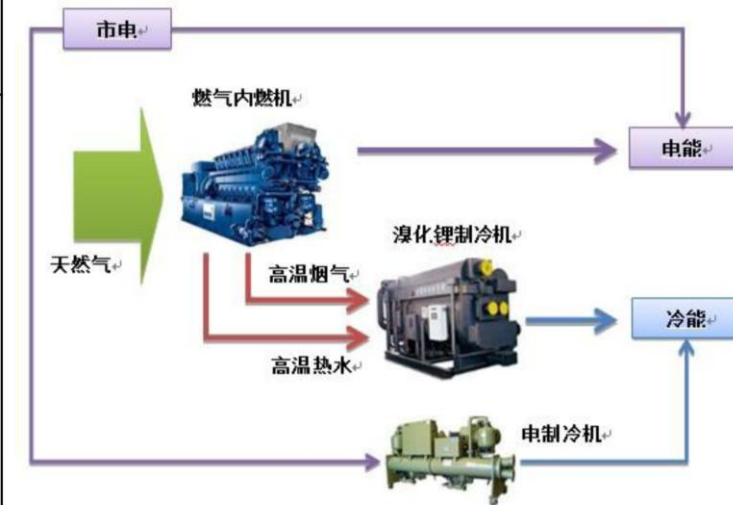 市电
燃气内燃机
电能
天然气
溴化锂制冷机
高温烟气
冷能
高温热水
电制冷机